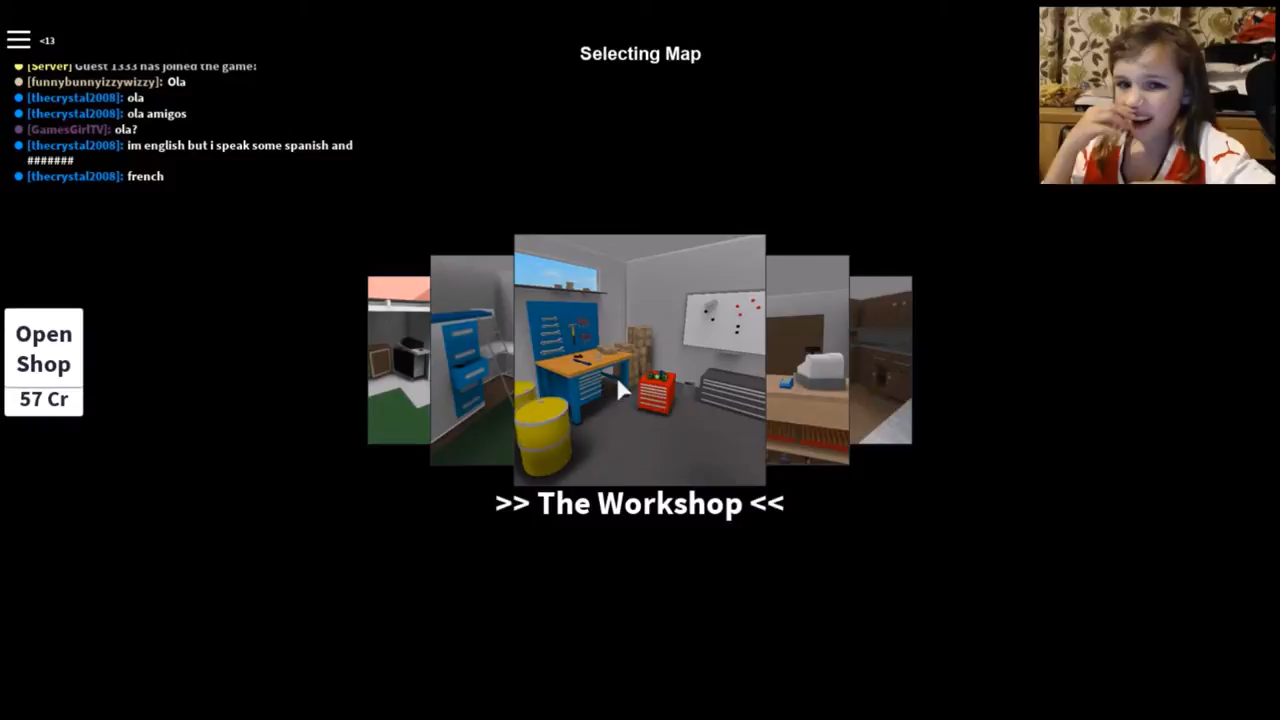 <13
Selecting Map
[Server] Guest 1333 has joined the game!
[funnybunnyizzywizzy]: Ola
[thecrystal2008]: ola
[thecrystal2008]: ola amigos
[GamesGirlTV]: ola?
[thecrystal2008]: im english but i speak some spanish and
#######
[thecrystal2008]: french
Open
Shop
57 Cr
>> The Workshop <<